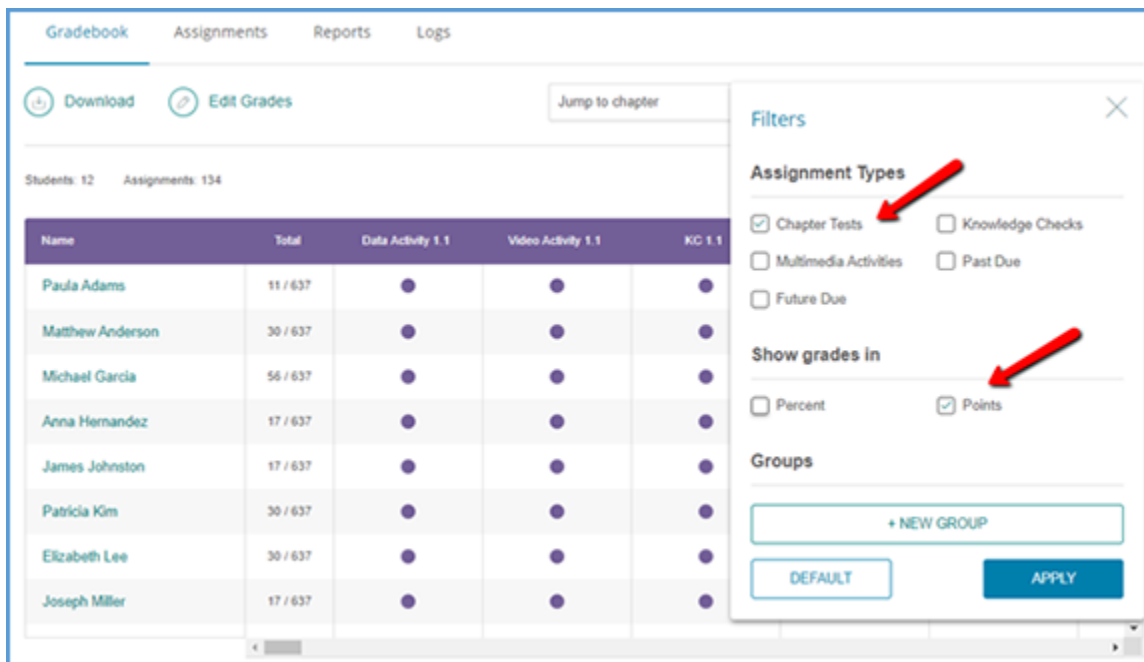 Gradebook Assignments Reports Logs
Download Edit Grades Jump to chapter
Filters
Students: 12 Assignments: 134
Assignment Types
Chapter Tests Knowledge Checks
Multimedia Activities Past Due
Future Due
Show grades in
Percent Points
Groups
+ NEW GROUP
DEFAULT APPLY
Name Total Data Activity 1.1 Video Activity 1.1 KC 1.1
Paula Adams 11 / 637
Matthew Anderson 30 / 637
Michael Garcia 56 / 637
Anna Hernandez 17 / 637
James Johnston 17 / 637
Patricia Kim 30 / 637
Elizabeth Lee 30 / 637
Joseph Miller 17 / 637